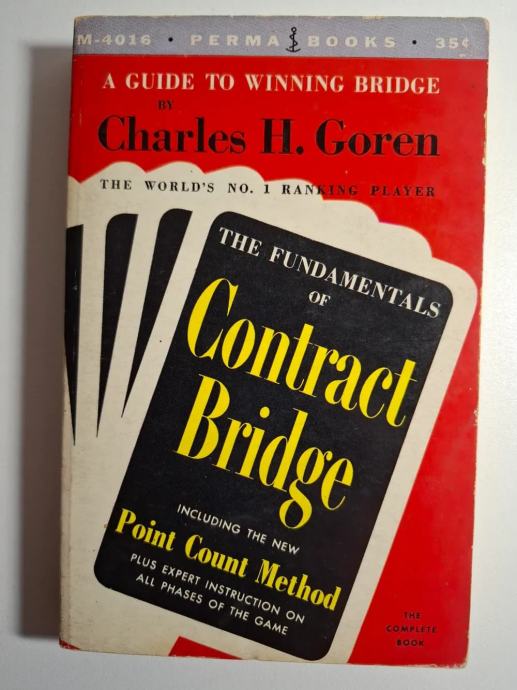 M-4016 • PERMA BOOKS • 35¢
A GUIDE TO WINNING BRIDGE
BY
Charles H. Goren
THE WORLD'S NO. 1 RANKING PLAYER
THE FUNDAMENTALS
OF
Contract
Bridge
INCLUDING THE NEW
Point Count Method
PLUS EXPERT INSTRUCTION ON
ALL PHASES OF THE GAME
THE
COMPLETE
BOOK